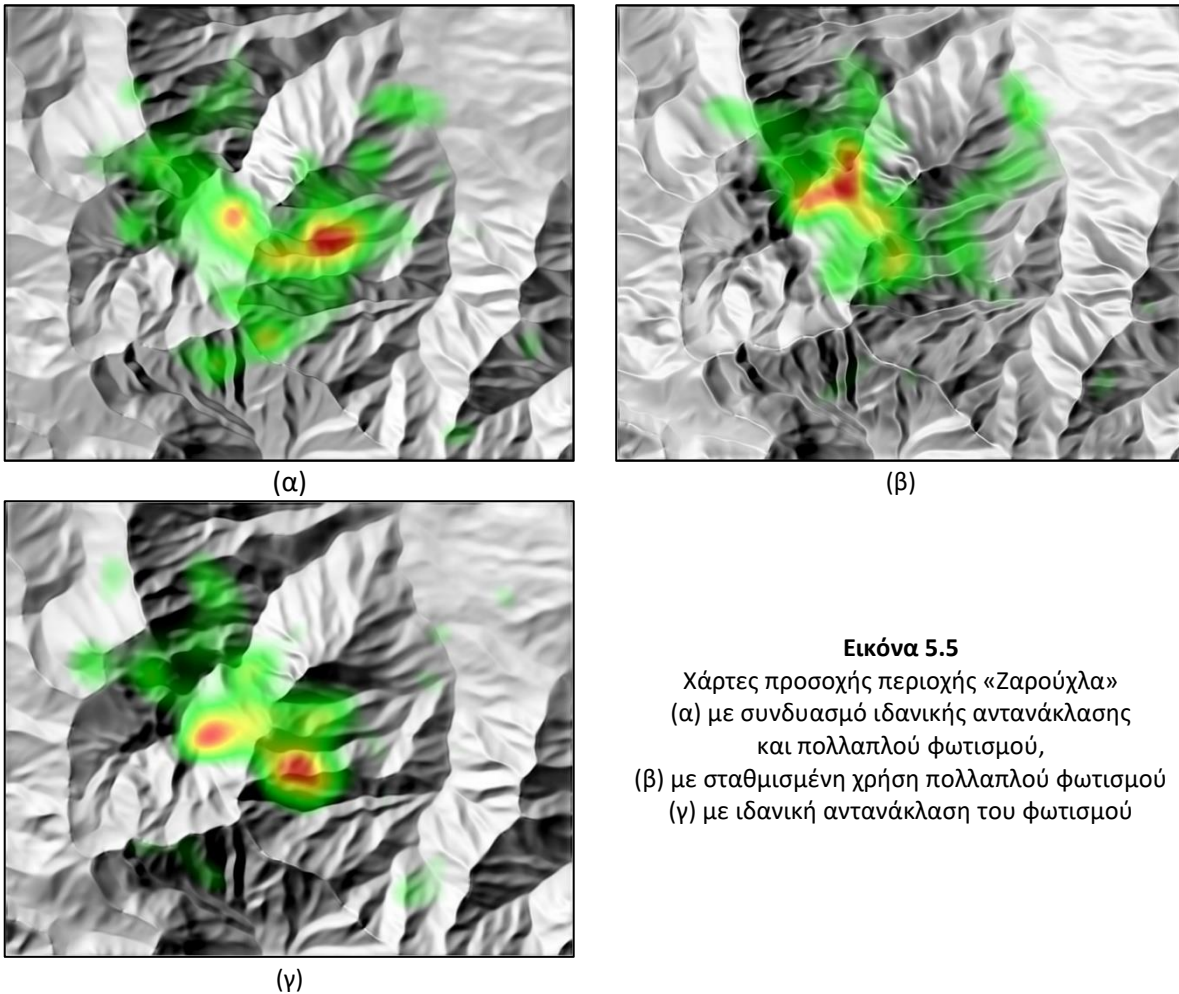 (α)
(β)
(γ)
Εικόνα 5.5
Χάρτες προσοχής περιοχής «Ζαρούχλα»
(α) με συνδυασμό ιδανικής αντανάκλασης
και πολλαπλού φωτισμού,
(β) με σταθμισμένη χρήση πολλαπλού φωτισμού
(γ) με ιδανική αντανάκλαση του φωτισμού